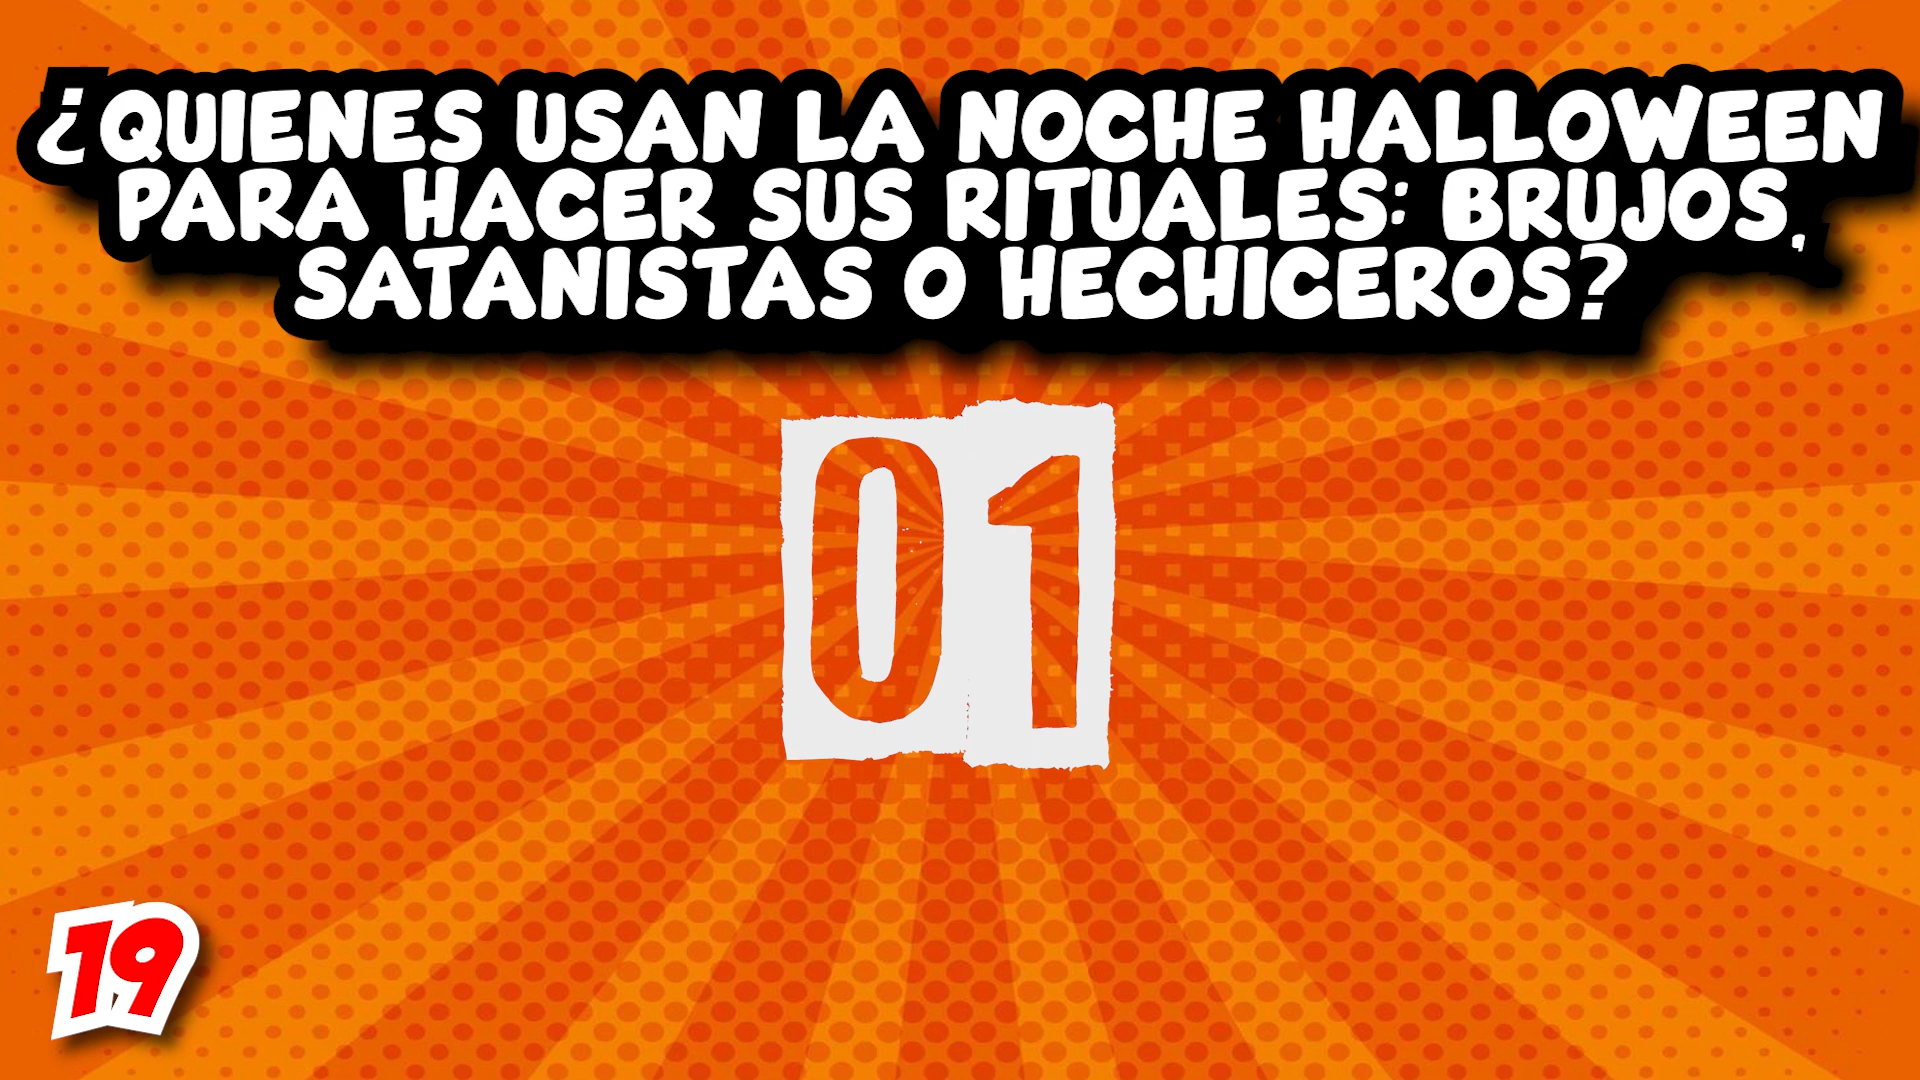 ¿QUIENES USAN LA NOCHE HALLOWEEN
PARA HACER SUS RITUALES: BRUJOS,
SATANISTAS O HECHICEROS?
01
19